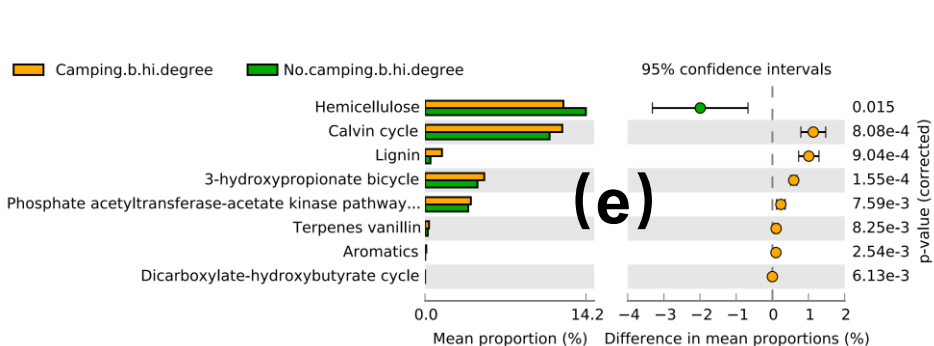 Camping.b.hi.degree No.camping.b.hi.degree 95% confidence intervals
Hemicellulose 0.015
Calvin cycle 8.08e-4
Lignin 9.04e-4
3-hydroxypropionate bicycle 1.55e-4
Phosphate acetyltransferase-acetate kinase pathway... 7.59e-3
Terpenes vanillin 8.25e-3
Aromatics 2.54e-3
Dicarboxylate-hydroxybutyrate cycle 6.13e-3
(e)
p-value (corrected)
0.0 14.2 −4 −3 −2 −1 0 1 2
Mean proportion (%) Difference in mean proportions (%)